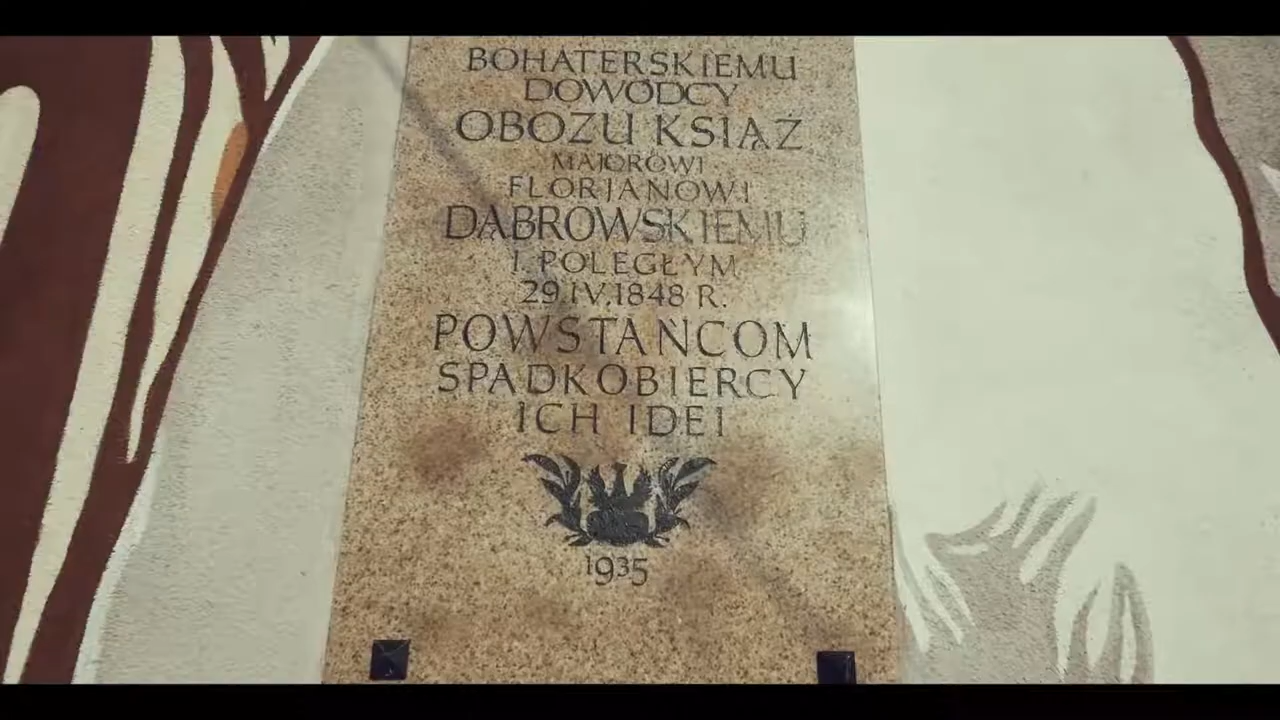 BOHATERSKIEMU
DOWÓDCY
OBOZU KSIĄŻ
MAJOROWI
FLORJANOWI
DĄBROWSKIEMU
I POLEGŁYM
29.IV.1848 R.
POWSTAŃCOM
SPADKOBIERCY
ICH IDEI
1935